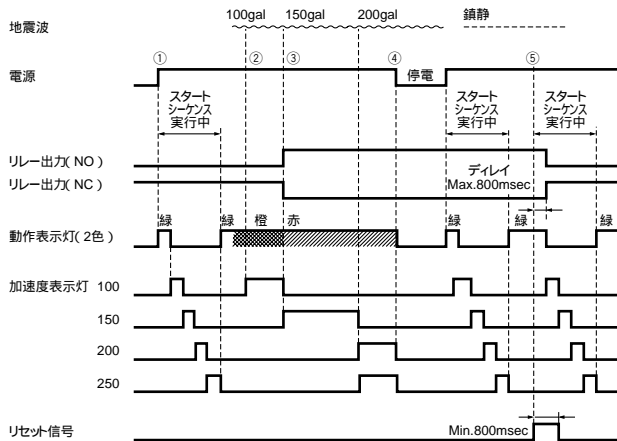 100gal 150gal 200gal 鎮静
地震波
① ② ③ ④ 停電 ⑤
電源
スタート シーケンス 実行中
スタート シーケンス 実行中
スタート シーケンス 実行中
リレー出力(NO)
リレー出力(NC)
ディレイ
Max.800msec
緑 緑 橙 赤 緑 緑 緑
動作表示灯(2色)
加速度表示灯 100
150
200
250
リセット信号
Min.800msec